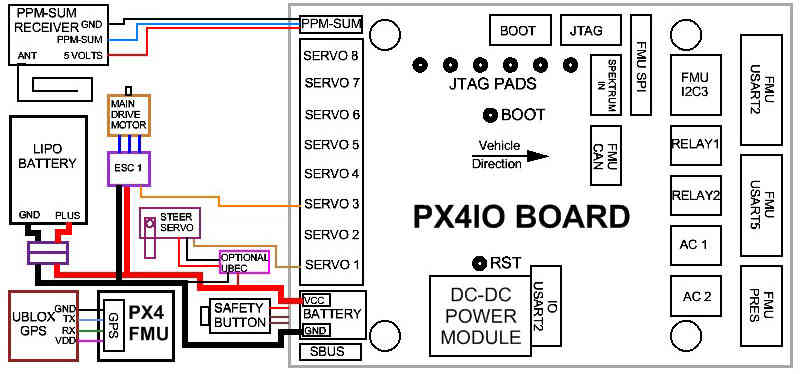 PPM-SUM
RECEIVER
GND
PPM-SUM
ANT
5 VOLTS
MAIN
DRIVE
MOTOR
LIPO
BATTERY
GND
PLUS
ESC 1
STEER
SERVO
OPTIONAL
UBEC
UBLOX
GPS
GND
TX
RX
VDD
GPS
PX4
FMU
SAFETY
BUTTON
PPM-SUM
SERVO 8
SERVO 7
SERVO 6
SERVO 5
SERVO 4
SERVO 3
SERVO 2
SERVO 1
VCC
BATTERY
GND
SBUS
BOOT
JTAG
JTAG PADS
BOOT
Vehicle
Direction
PX4IO BOARD
RST
DC-DC
POWER
MODULE
IO
USART2
SPEKTRUM
IN
FMU SPI
FMU
CAN
FMU
I2C3
RELAY1
RELAY2
AC 1
AC 2
FMU
USART2
FMU
USART5
FMU
PRES